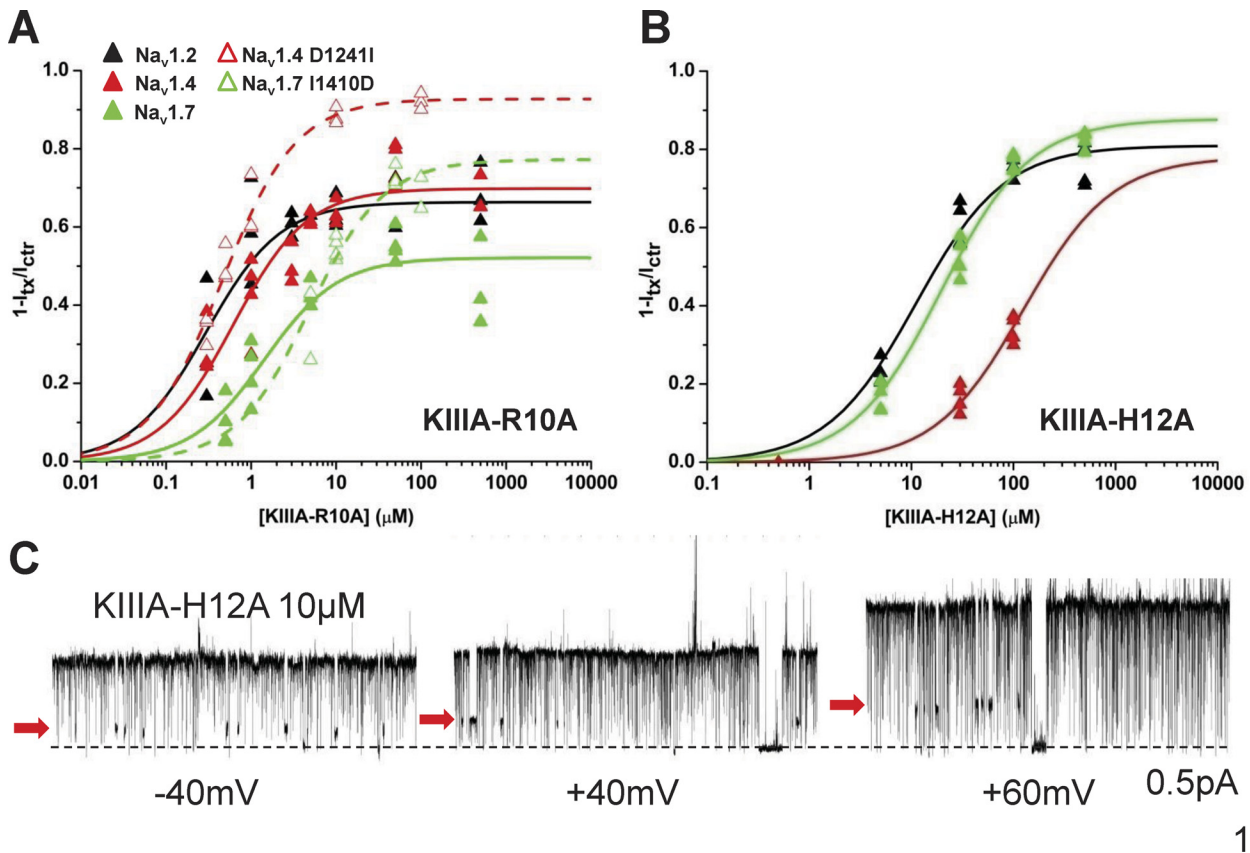 A
Naᵥ1.2
Naᵥ1.4 D1241I
Naᵥ1.4
Naᵥ1.7 I1410D
Naᵥ1.7
1.0
0.8
0.6
0.4
0.2
0.0
1-Iₜₓ/I꜀ₜᵣ
KIIIA-R10A
0.01 0.1 1 10 100 1000 10000
[KIIIA-R10A] (µM)
B
1.0
0.8
0.6
0.4
0.2
0.0
1-Iₜₓ/I꜀ₜᵣ
KIIIA-H12A
0.1 1 10 100 1000 10000
[KIIIA-H12A] (µM)
C
KIIIA-H12A 10µM
-40mV
+40mV
+60mV
0.5pA
1